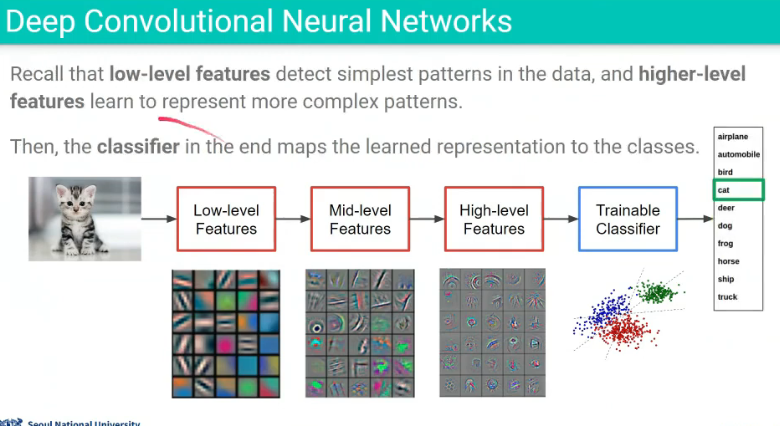 Deep Convolutional Neural Networks
Recall that low-level features detect simplest patterns in the data, and higher-level
features learn to represent more complex patterns.
Then, the classifier in the end maps the learned representation to the classes.
Low-level
Features
Mid-level
Features
High-level
Features
Trainable
Classifier
airplane
automobile
bird
cat
deer
dog
frog
horse
ship
truck
Seoul National University